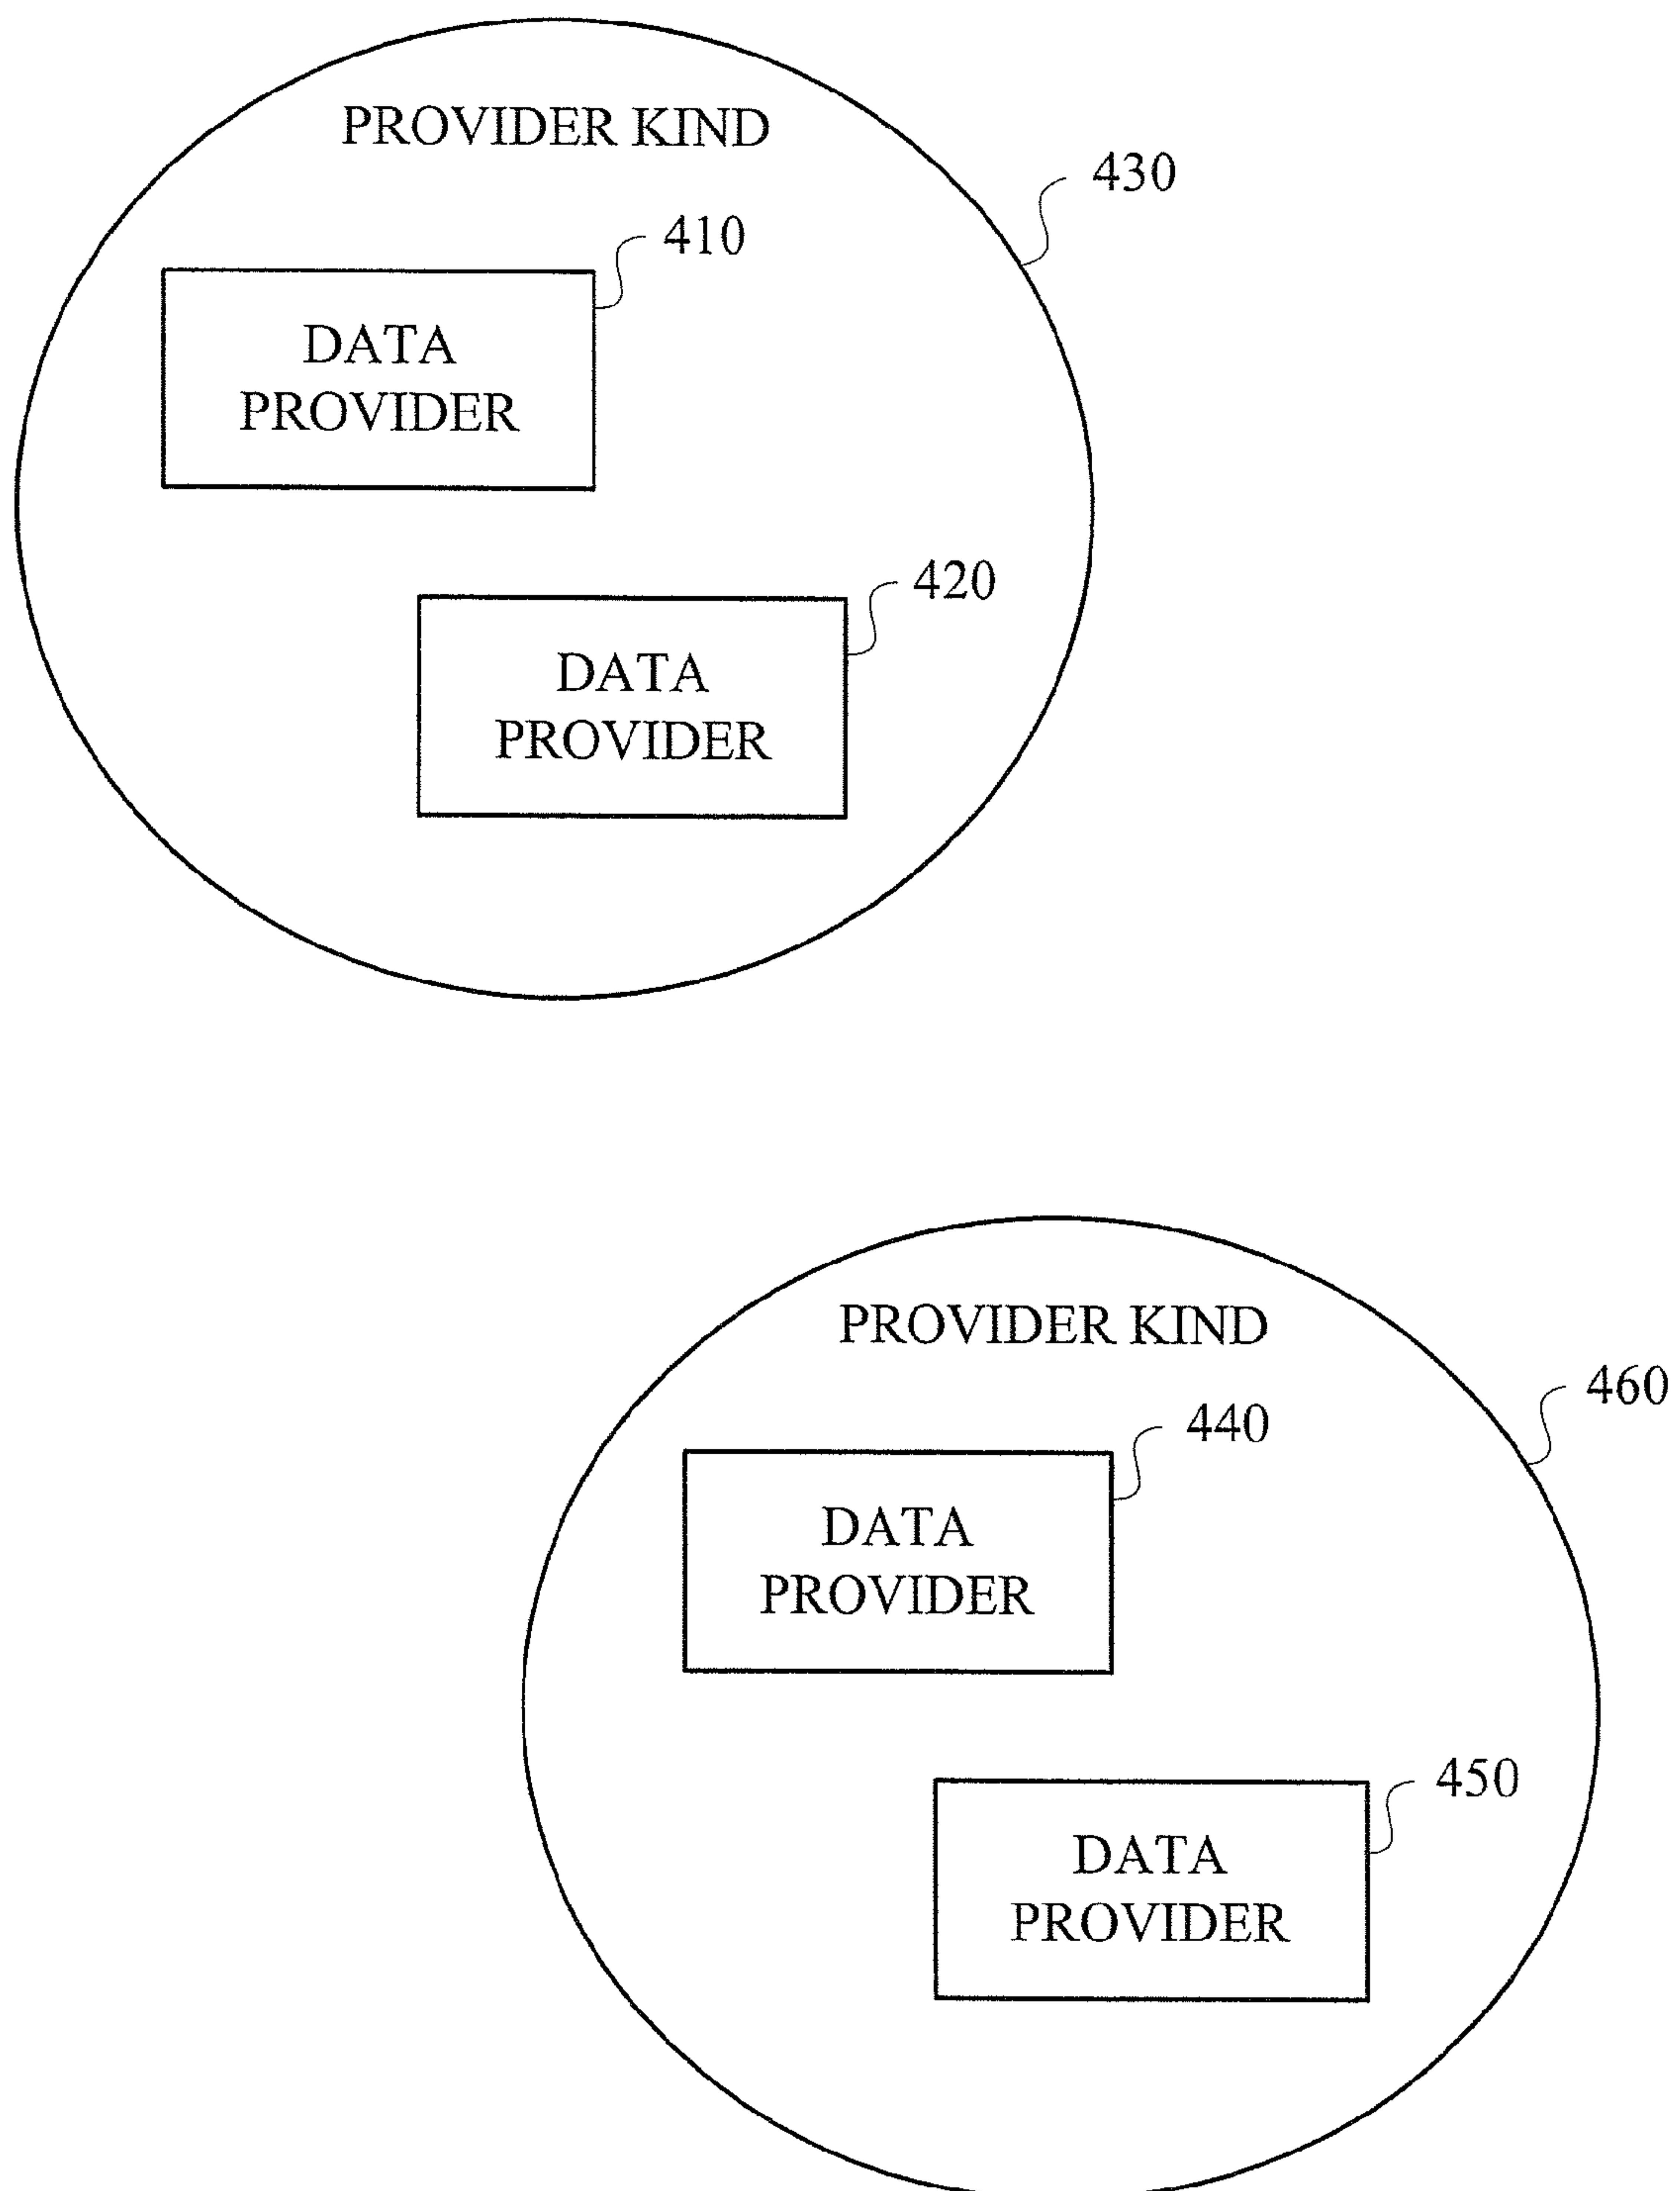 PROVIDER KIND
430
410
DATA
PROVIDER
420
DATA
PROVIDER
PROVIDER KIND
460
440
DATA
PROVIDER
450
DATA
PROVIDER